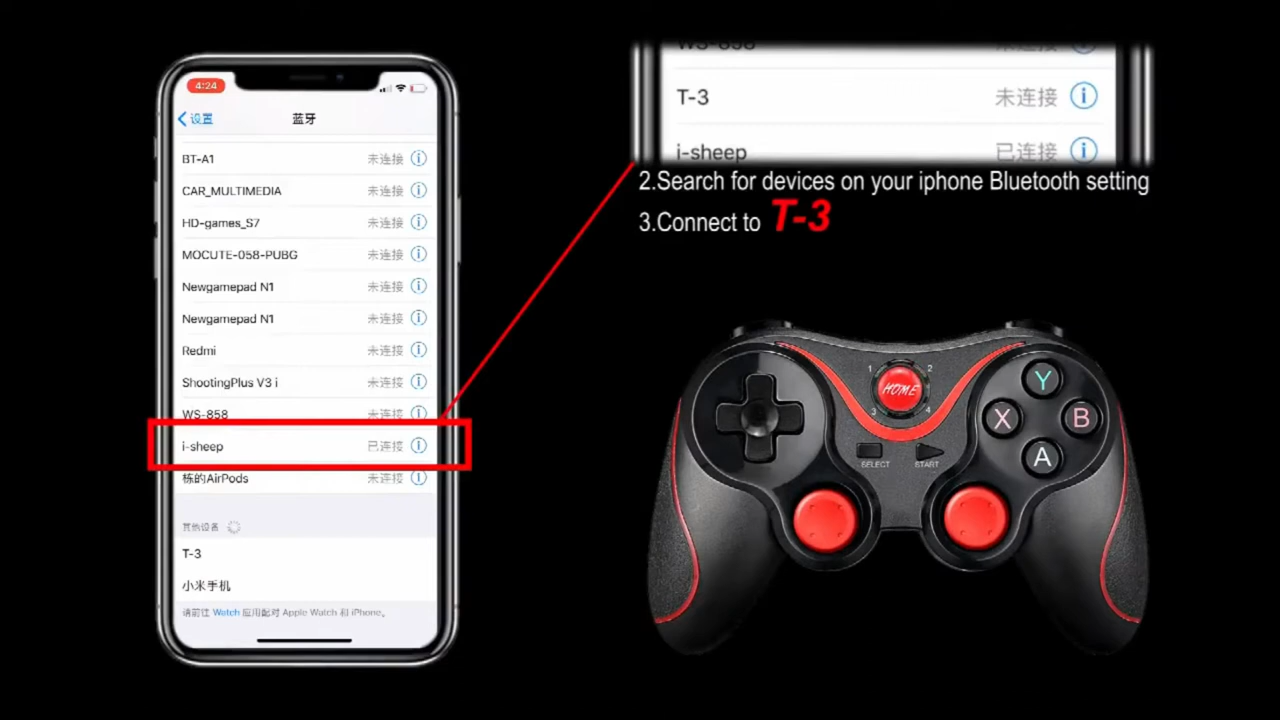 4:24
设置
蓝牙
BT-A1 未连接
CAR_MULTIMEDIA 未连接
HD-games_S7 未连接
MOCUTE-058-PUBG 未连接
Newgamepad N1 未连接
Newgamepad N1 未连接
Redmi 未连接
ShootingPlus V3 i 未连接
WS-858 未连接
i-sheep 已连接
栋的AirPods 未连接
其他设备
T-3
小米手机
请前往 Watch 应用配对 Apple Watch 和 iPhone。
WS-858 未连接
T-3 未连接
i-sheep 已连接
2.Search for devices on your iphone Bluetooth setting
3.Connect to T-3
1 2
HOME
3 4
SELECT START
Y
X B
A